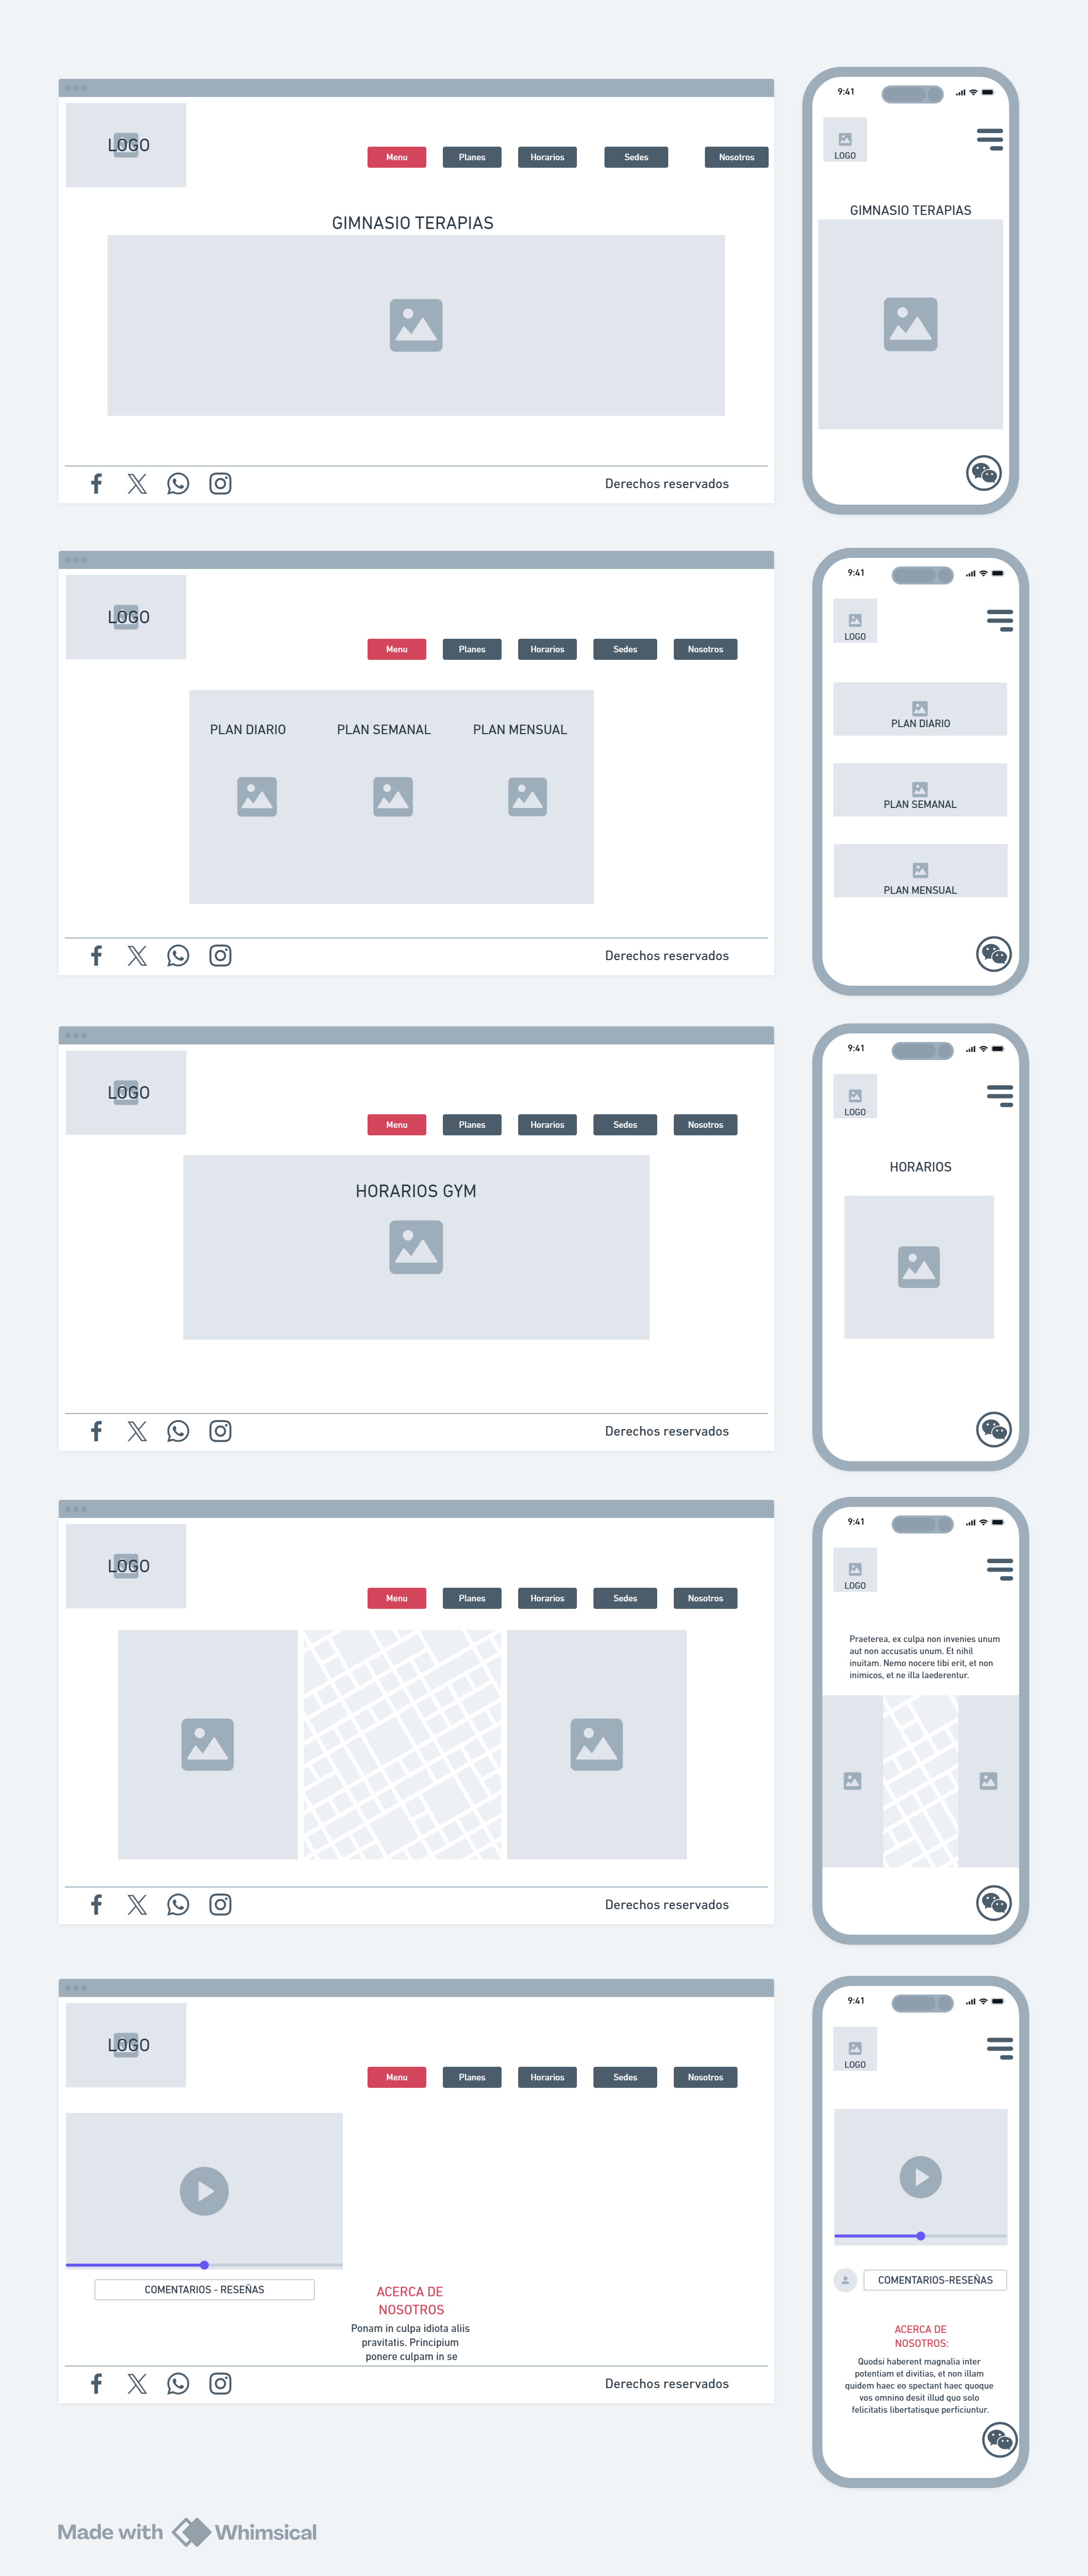 LOGO
Menu
Planes
Horarios
Sedes
Nosotros
GIMNASIO TERAPIAS
Derechos reservados
9:41
LOGO
GIMNASIO TERAPIAS
LOGO
Menu
Planes
Horarios
Sedes
Nosotros
PLAN DIARIO
PLAN SEMANAL
PLAN MENSUAL
Derechos reservados
9:41
LOGO
PLAN DIARIO
PLAN SEMANAL
PLAN MENSUAL
LOGO
Menu
Planes
Horarios
Sedes
Nosotros
HORARIOS GYM
Derechos reservados
9:41
LOGO
HORARIOS
LOGO
Menu
Planes
Horarios
Sedes
Nosotros
Derechos reservados
9:41
LOGO
Praeterea, ex culpa non invenies unum
aut non accusatis unum. Et nihil
inuitam. Nemo nocere tibi erit, et non
inimicos, et ne illa laederentur.
LOGO
Menu
Planes
Horarios
Sedes
Nosotros
COMENTARIOS - RESEÑAS
ACERCA DE
NOSOTROS
Ponam in culpa idiota aliis
pravitatis. Principium
ponere culpam in se
Derechos reservados
9:41
LOGO
COMENTARIOS-RESEÑAS
ACERCA DE
NOSOTROS:
Quodsi haberent magnalia inter
potentiam et divitias, et non illam
quidem haec eo spectant haec quoque
vos omnino desit illud quo solo
felicitatis libertatisque perficiuntur.
Made with Whimsical